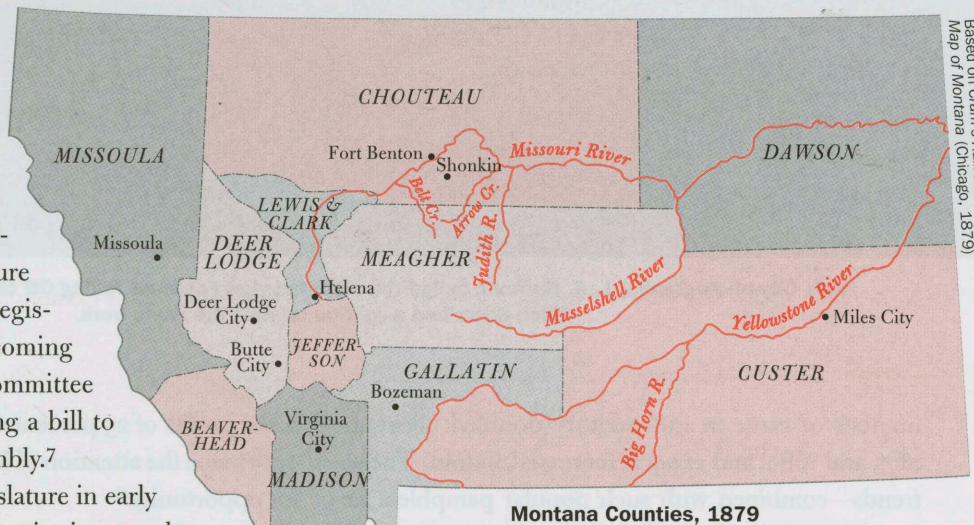 CHOUTEAU
MISSOULA
Fort Benton
Shonkin
Missouri River
DAWSON
Belt Cr.
Arrow Cr.
Judith R.
LEWIS &
CLARK
Missoula
DEER
LODGE
MEAGHER
Helena
Musselshell River
Yellowstone River
Deer Lodge
City
Miles City
JEFFER
SON
Butte
City
GALLATIN
CUSTER
Bozeman
Big Horn R.
BEAVER-
HEAD
Virginia
City
MADISON
Montana Counties, 1879
Based on
Map of Montana (Chicago, 1879)
ure
egis-
coming
ommittee
ng a bill to
mbly.7
islature in early